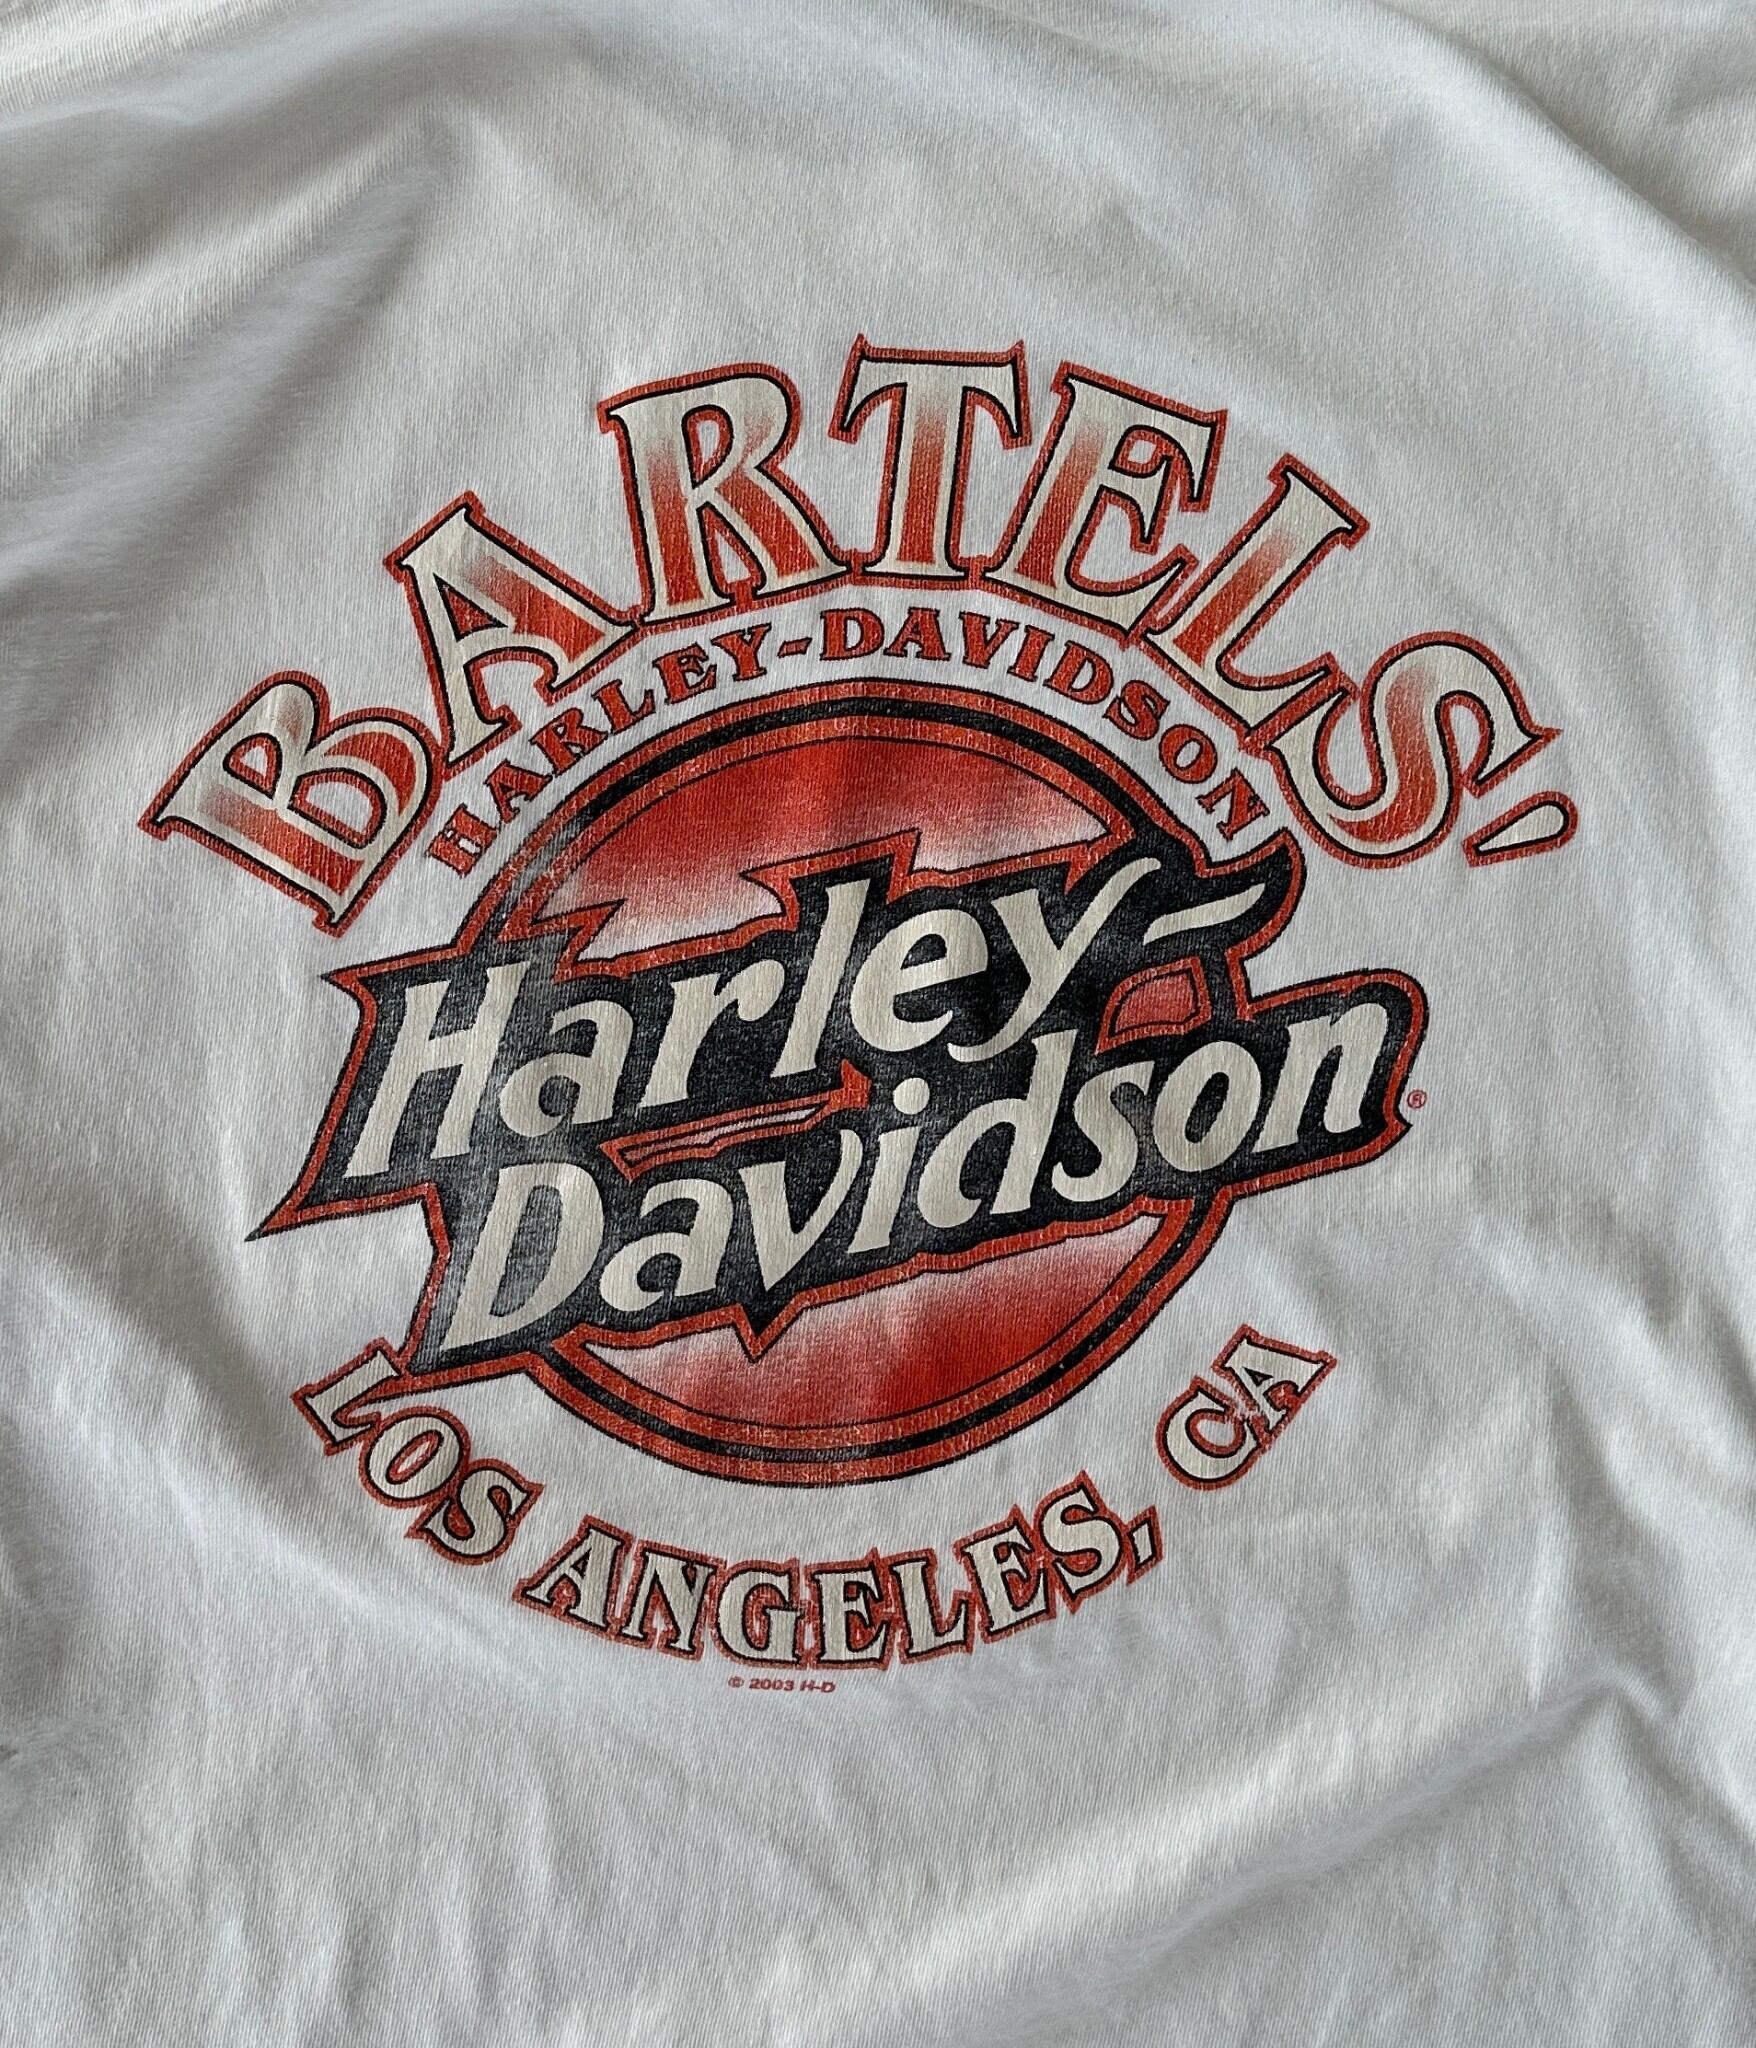 BARTELS'
HARLEY-DAVIDSON
Harley-
Davidson®
LOS ANGELES, CA
© 2003 H-D